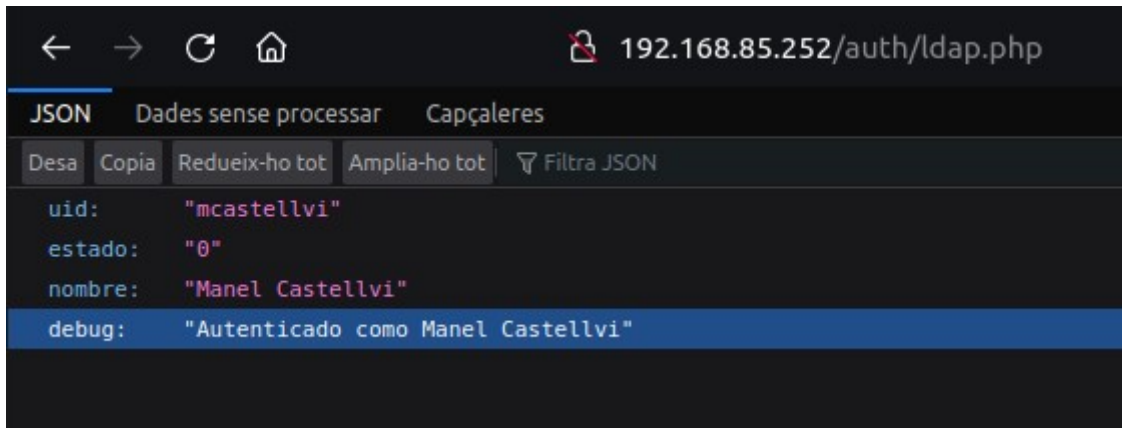 192.168.85.252/auth/ldap.php
JSON Dades sense processar Capçaleres
Desa Copia Redueix-ho tot Amplia-ho tot Filtra JSON
uid: "mcastellvi"
estado: "0"
nombre: "Manel Castellvi"
debug: "Autenticado como Manel Castellvi"